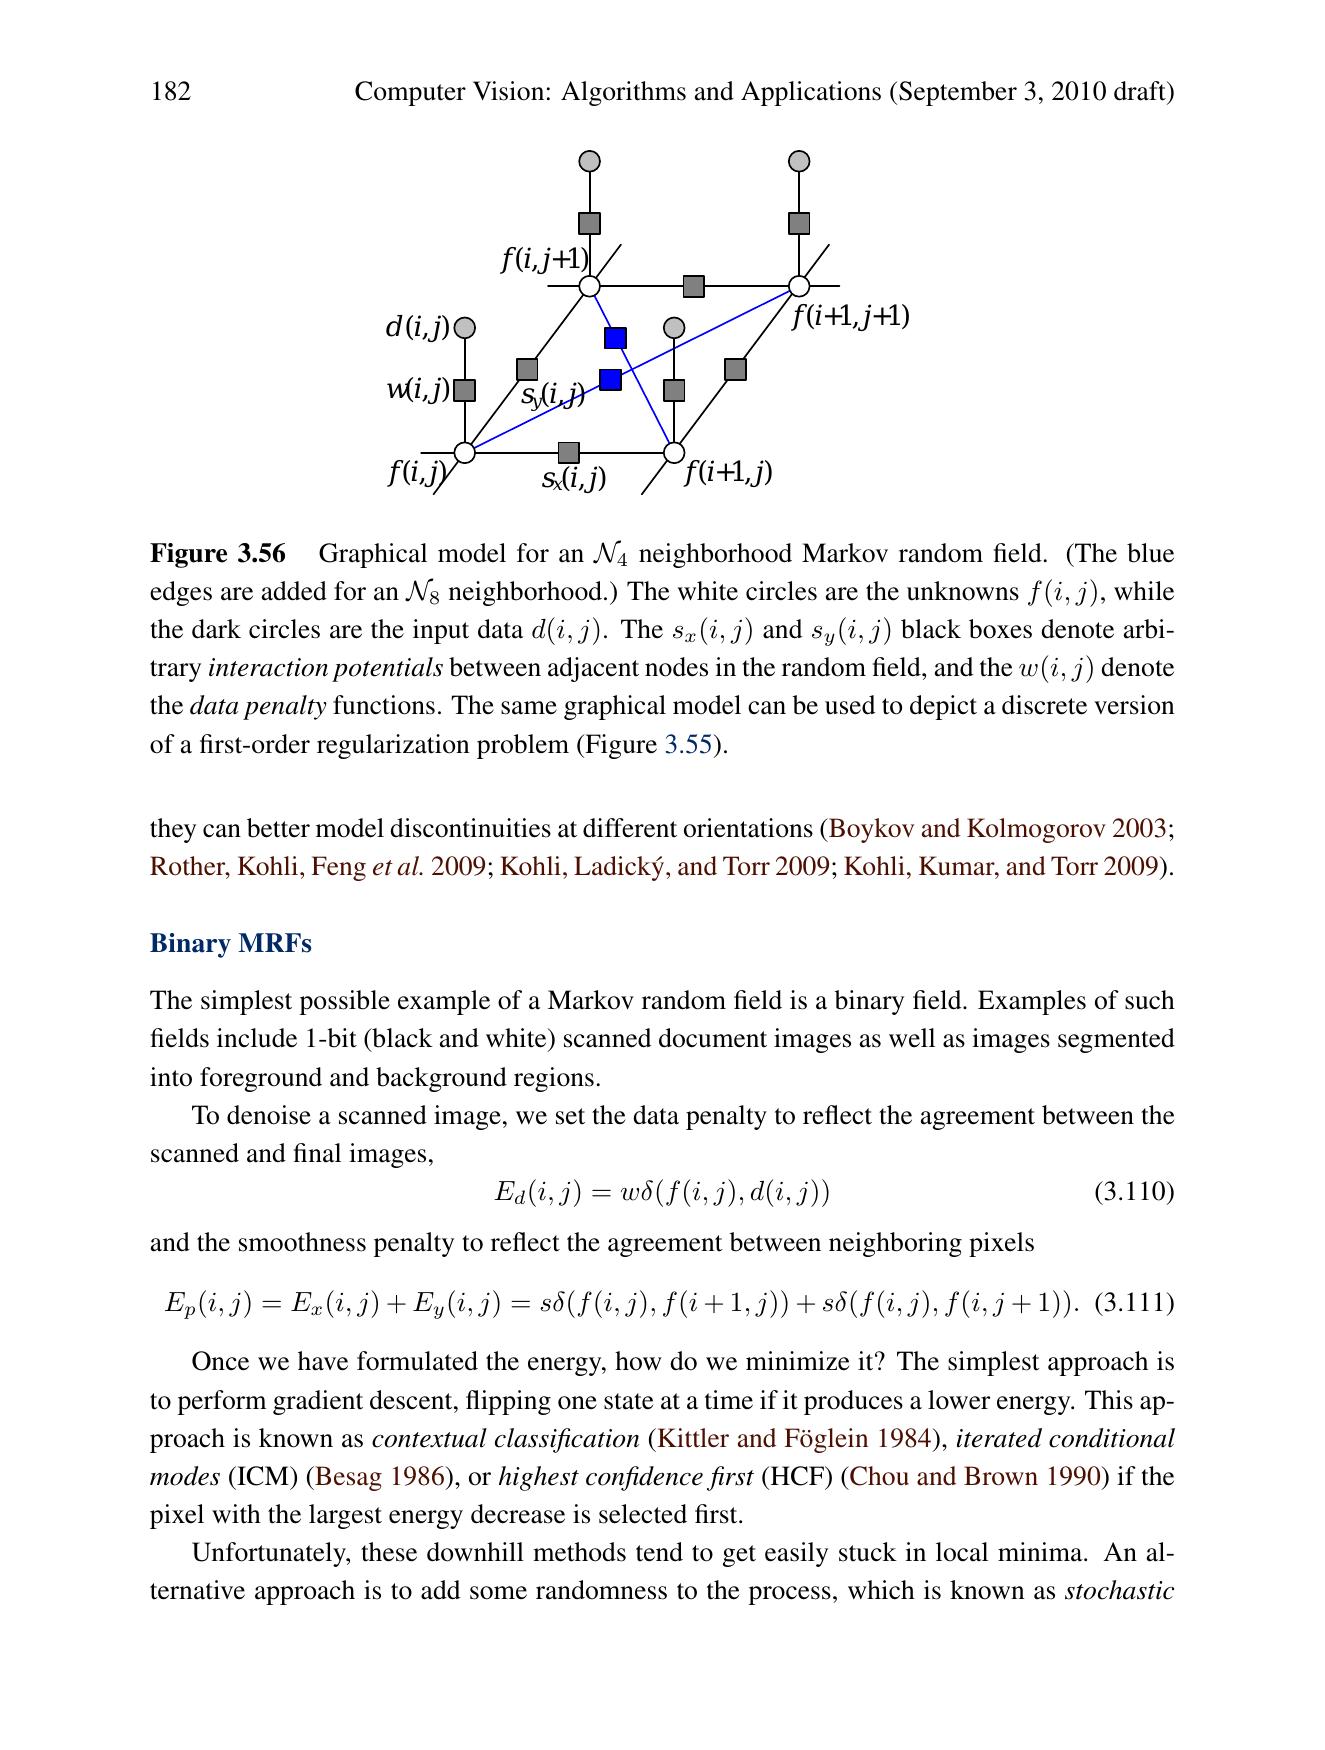 182 Computer Vision: Algorithms and Applications (September 3, 2010 draft)
f(i,j+1)
f(i+1,j+1)
d(i,j)
w(i,j)
s_y(i,j)
f(i,j)
s_x(i,j)
f(i+1,j)
Figure 3.56 Graphical model for an 𝒩₄ neighborhood Markov random field. (The blue
edges are added for an 𝒩₈ neighborhood.) The white circles are the unknowns f(i, j), while
the dark circles are the input data d(i, j). The s_x(i, j) and s_y(i, j) black boxes denote arbi-
trary interaction potentials between adjacent nodes in the random field, and the w(i, j) denote
the data penalty functions. The same graphical model can be used to depict a discrete version
of a first-order regularization problem (Figure 3.55).
they can better model discontinuities at different orientations (Boykov and Kolmogorov 2003;
Rother, Kohli, Feng et al. 2009; Kohli, Ladický, and Torr 2009; Kohli, Kumar, and Torr 2009).
Binary MRFs
The simplest possible example of a Markov random field is a binary field. Examples of such
fields include 1-bit (black and white) scanned document images as well as images segmented
into foreground and background regions.
To denoise a scanned image, we set the data penalty to reflect the agreement between the
scanned and final images,
E_d(i, j) = wδ(f(i, j), d(i, j)) (3.110)
and the smoothness penalty to reflect the agreement between neighboring pixels
E_p(i, j) = E_x(i, j) + E_y(i, j) = sδ(f(i, j), f(i + 1, j)) + sδ(f(i, j), f(i, j + 1)). (3.111)
Once we have formulated the energy, how do we minimize it? The simplest approach is
to perform gradient descent, flipping one state at a time if it produces a lower energy. This ap-
proach is known as contextual classification (Kittler and Föglein 1984), iterated conditional
modes (ICM) (Besag 1986), or highest confidence first (HCF) (Chou and Brown 1990) if the
pixel with the largest energy decrease is selected first.
Unfortunately, these downhill methods tend to get easily stuck in local minima. An al-
ternative approach is to add some randomness to the process, which is known as stochastic